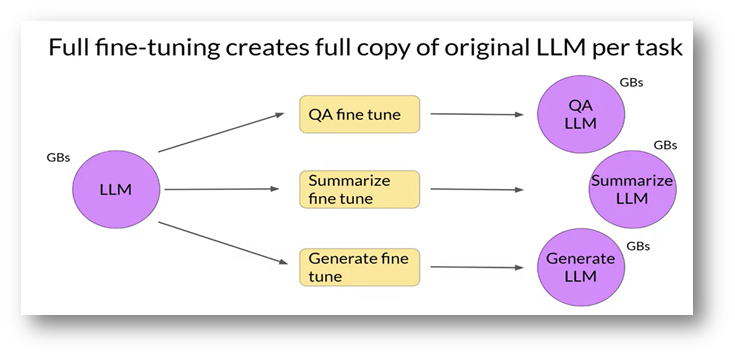 Full fine-tuning creates full copy of original LLM per task
GBs
QA fine tune
QA
LLM
GBs
GBs
LLM
Summarize
fine tune
Summarize
LLM
GBs
Generate fine
tune
Generate
LLM